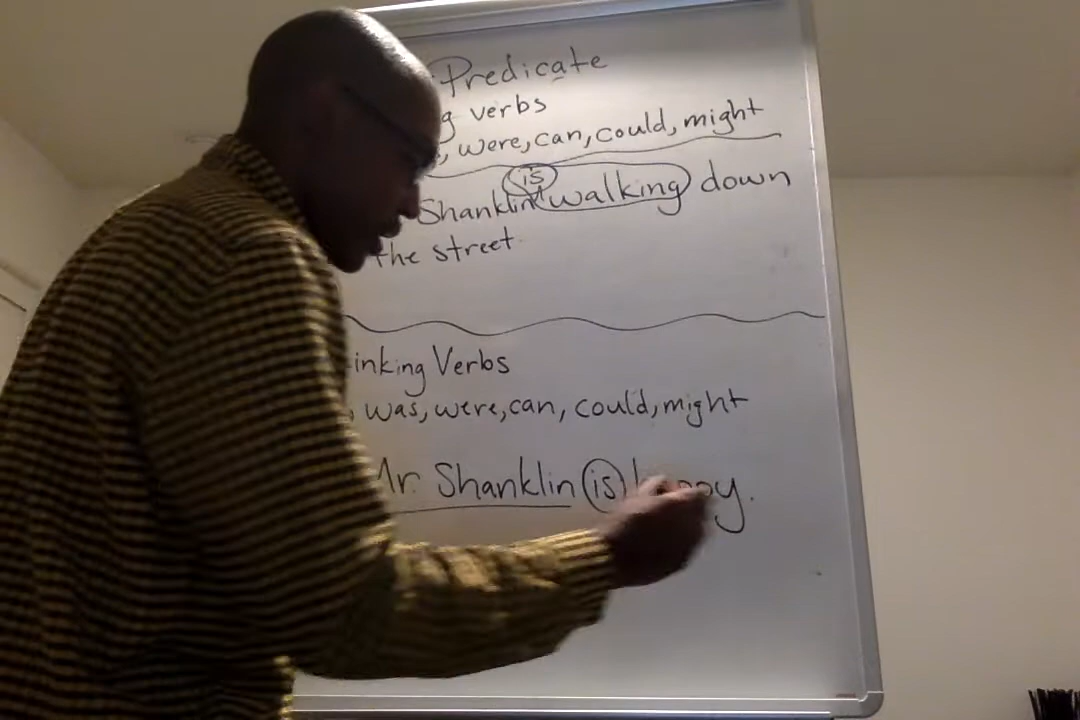 Predicate
verbs
were, can, could, might
is
Shanklin walking down
the street
inking Verbs
was, were, can, could, might
Mr. Shanklin is